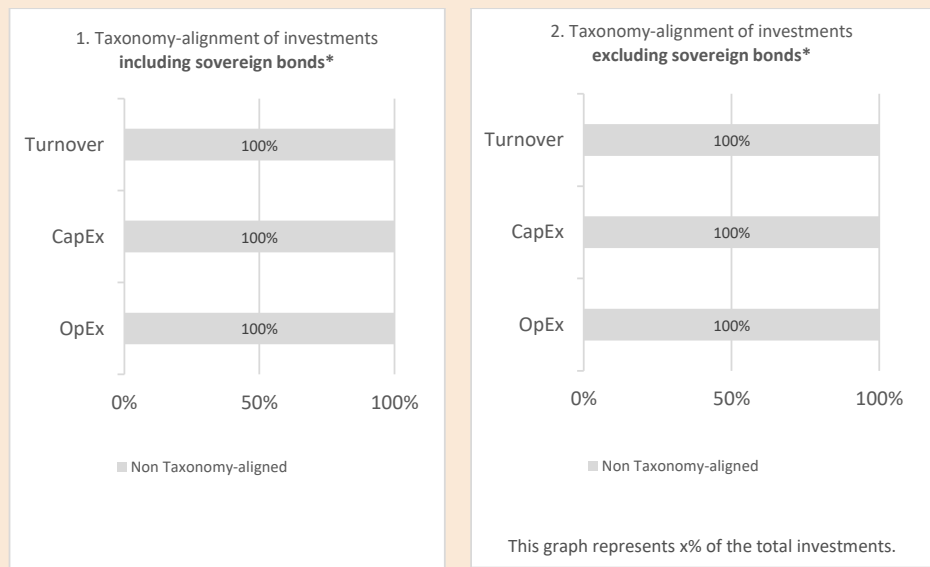 1. Taxonomy-alignment of investments
including sovereign bonds*
Turnover
100%
CapEx
100%
OpEx
100%
0%
50%
100%
Non Taxonomy-aligned
2. Taxonomy-alignment of investments
excluding sovereign bonds*
Turnover
100%
CapEx
100%
OpEx
100%
0%
50%
100%
Non Taxonomy-aligned
This graph represents x% of the total investments.